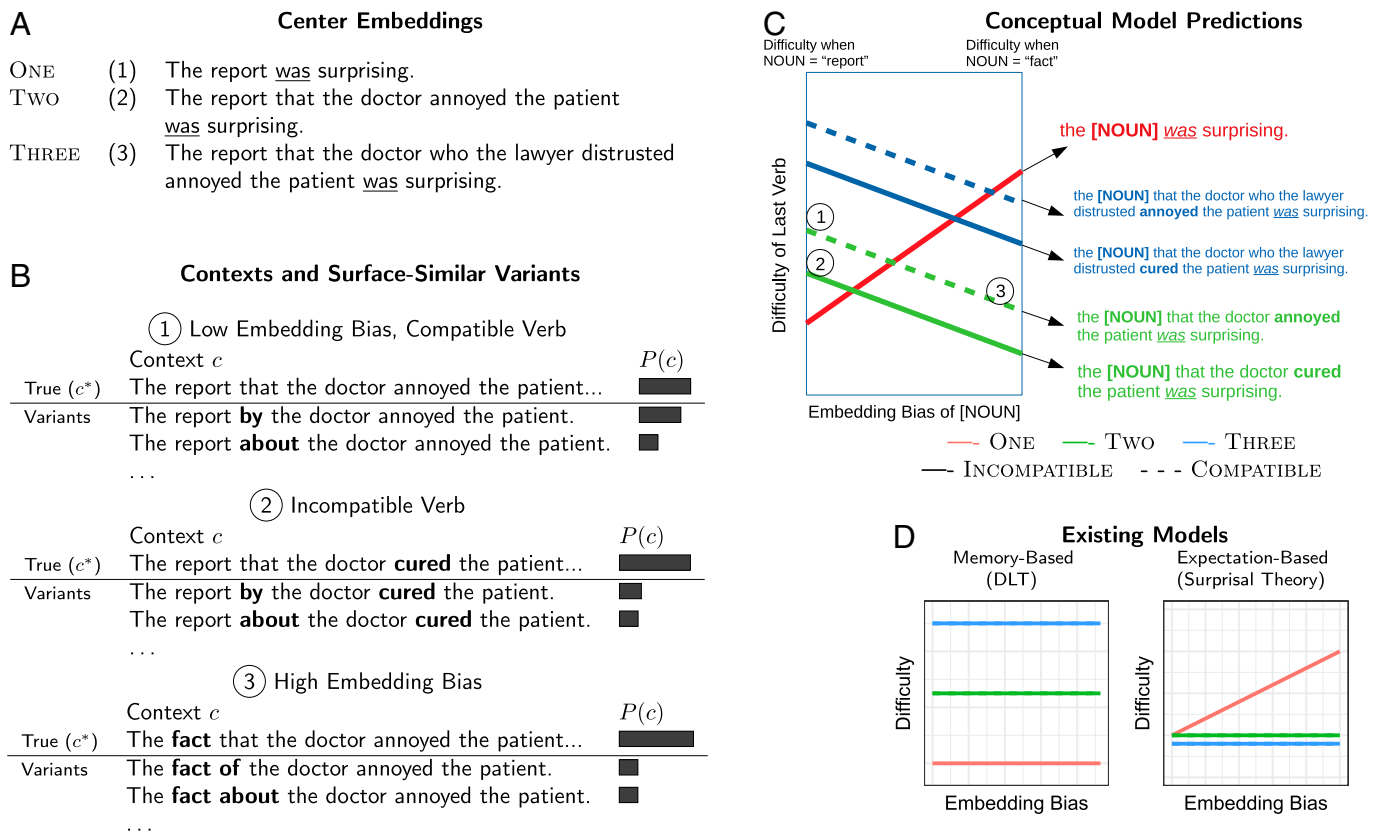 A
Center Embeddings
ONE (1) The report was surprising.
TWO (2) The report that the doctor annoyed the patient
was surprising.
THREE (3) The report that the doctor who the lawyer distrusted
annoyed the patient was surprising.
B
Contexts and Surface-Similar Variants
1 Low Embedding Bias, Compatible Verb
Context c P(c)
True (c*) The report that the doctor annoyed the patient...
Variants The report by the doctor annoyed the patient.
The report about the doctor annoyed the patient.
...
2 Incompatible Verb
Context c P(c)
True (c*) The report that the doctor cured the patient...
Variants The report by the doctor cured the patient.
The report about the doctor cured the patient.
...
3 High Embedding Bias
Context c P(c)
True (c*) The fact that the doctor annoyed the patient...
Variants The fact of the doctor annoyed the patient.
The fact about the doctor annoyed the patient.
...
C
Conceptual Model Predictions
Difficulty when
NOUN = “report”
Difficulty when
NOUN = “fact”
Difficulty of Last Verb
1
2
3
the [NOUN] was surprising.
the [NOUN] that the doctor who the lawyer
distrusted annoyed the patient was surprising.
the [NOUN] that the doctor who the lawyer
distrusted cured the patient was surprising.
the [NOUN] that the doctor annoyed
the patient was surprising.
the [NOUN] that the doctor cured
the patient was surprising.
Embedding Bias of [NOUN]
ONE TWO THREE
INCOMPATIBLE COMPATIBLE
D
Existing Models
Memory-Based
(DLT)
Difficulty
Embedding Bias
Expectation-Based
(Surprisal Theory)
Difficulty
Embedding Bias